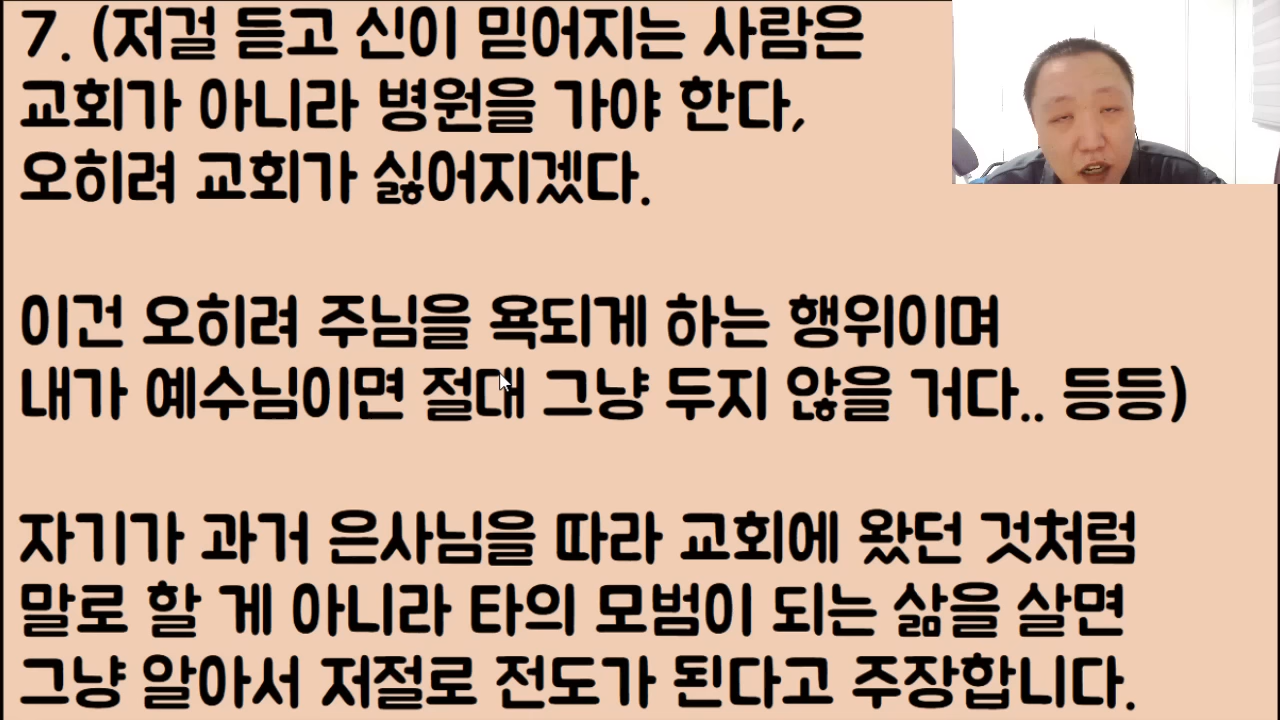 7. (저걸 듣고 신이 믿어지는 사람은
교회가 아니라 병원을 가야 한다,
오히려 교회가 싫어지겠다.
이건 오히려 주님을 욕되게 하는 행위이며
내가 예수님이면 절대 그냥 두지 않을 거다.. 등등)
자기가 과거 은사님을 따라 교회에 왔던 것처럼
말로 할 게 아니라 타의 모범이 되는 삶을 살면
그냥 알아서 저절로 전도가 된다고 주장합니다.